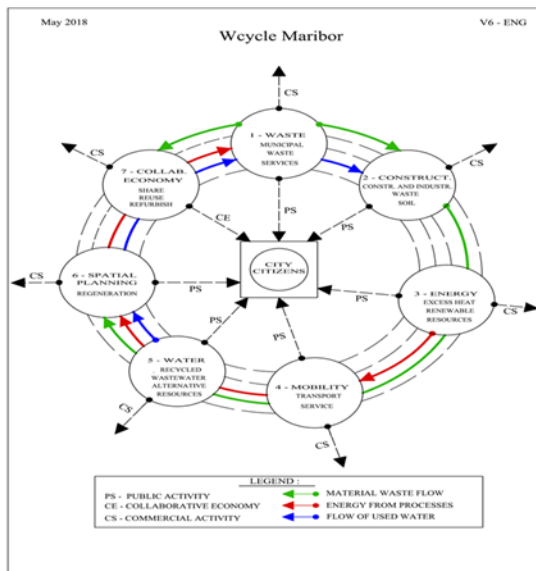 May 2018
V6 - ENG
Wcycle Maribor
CS
1 - WASTE
MUNICIPAL
WASTE
SERVICES
CS
7 - COLLAB.
ECONOMY
SHARE
REUSE
REFURBISH
CS
2 - CONSTRUCT.
CONSTR. AND INDUSTR.
WASTE
SOIL
CE
PS
PS
CITY
CITIZENS
CS
6 - SPATIAL
PLANNING
REGENERATION
PS
PS
3 - ENERGY
EXCESS HEAT
RENEWABLE
RESOURCES
CS
PS
PS
5 - WATER
RECYCLED
WASTEWATER
ALTERNATIVE
RESOURCES
4 - MOBILITY
TRANSPORT
SERVICE
CS
CS
LEGEND :
PS - PUBLIC ACTIVITY
CE - COLLABORATIVE ECONOMY
CS - COMMERCIAL ACTIVITY
MATERIAL WASTE FLOW
ENERGY FROM PROCESSES
FLOW OF USED WATER